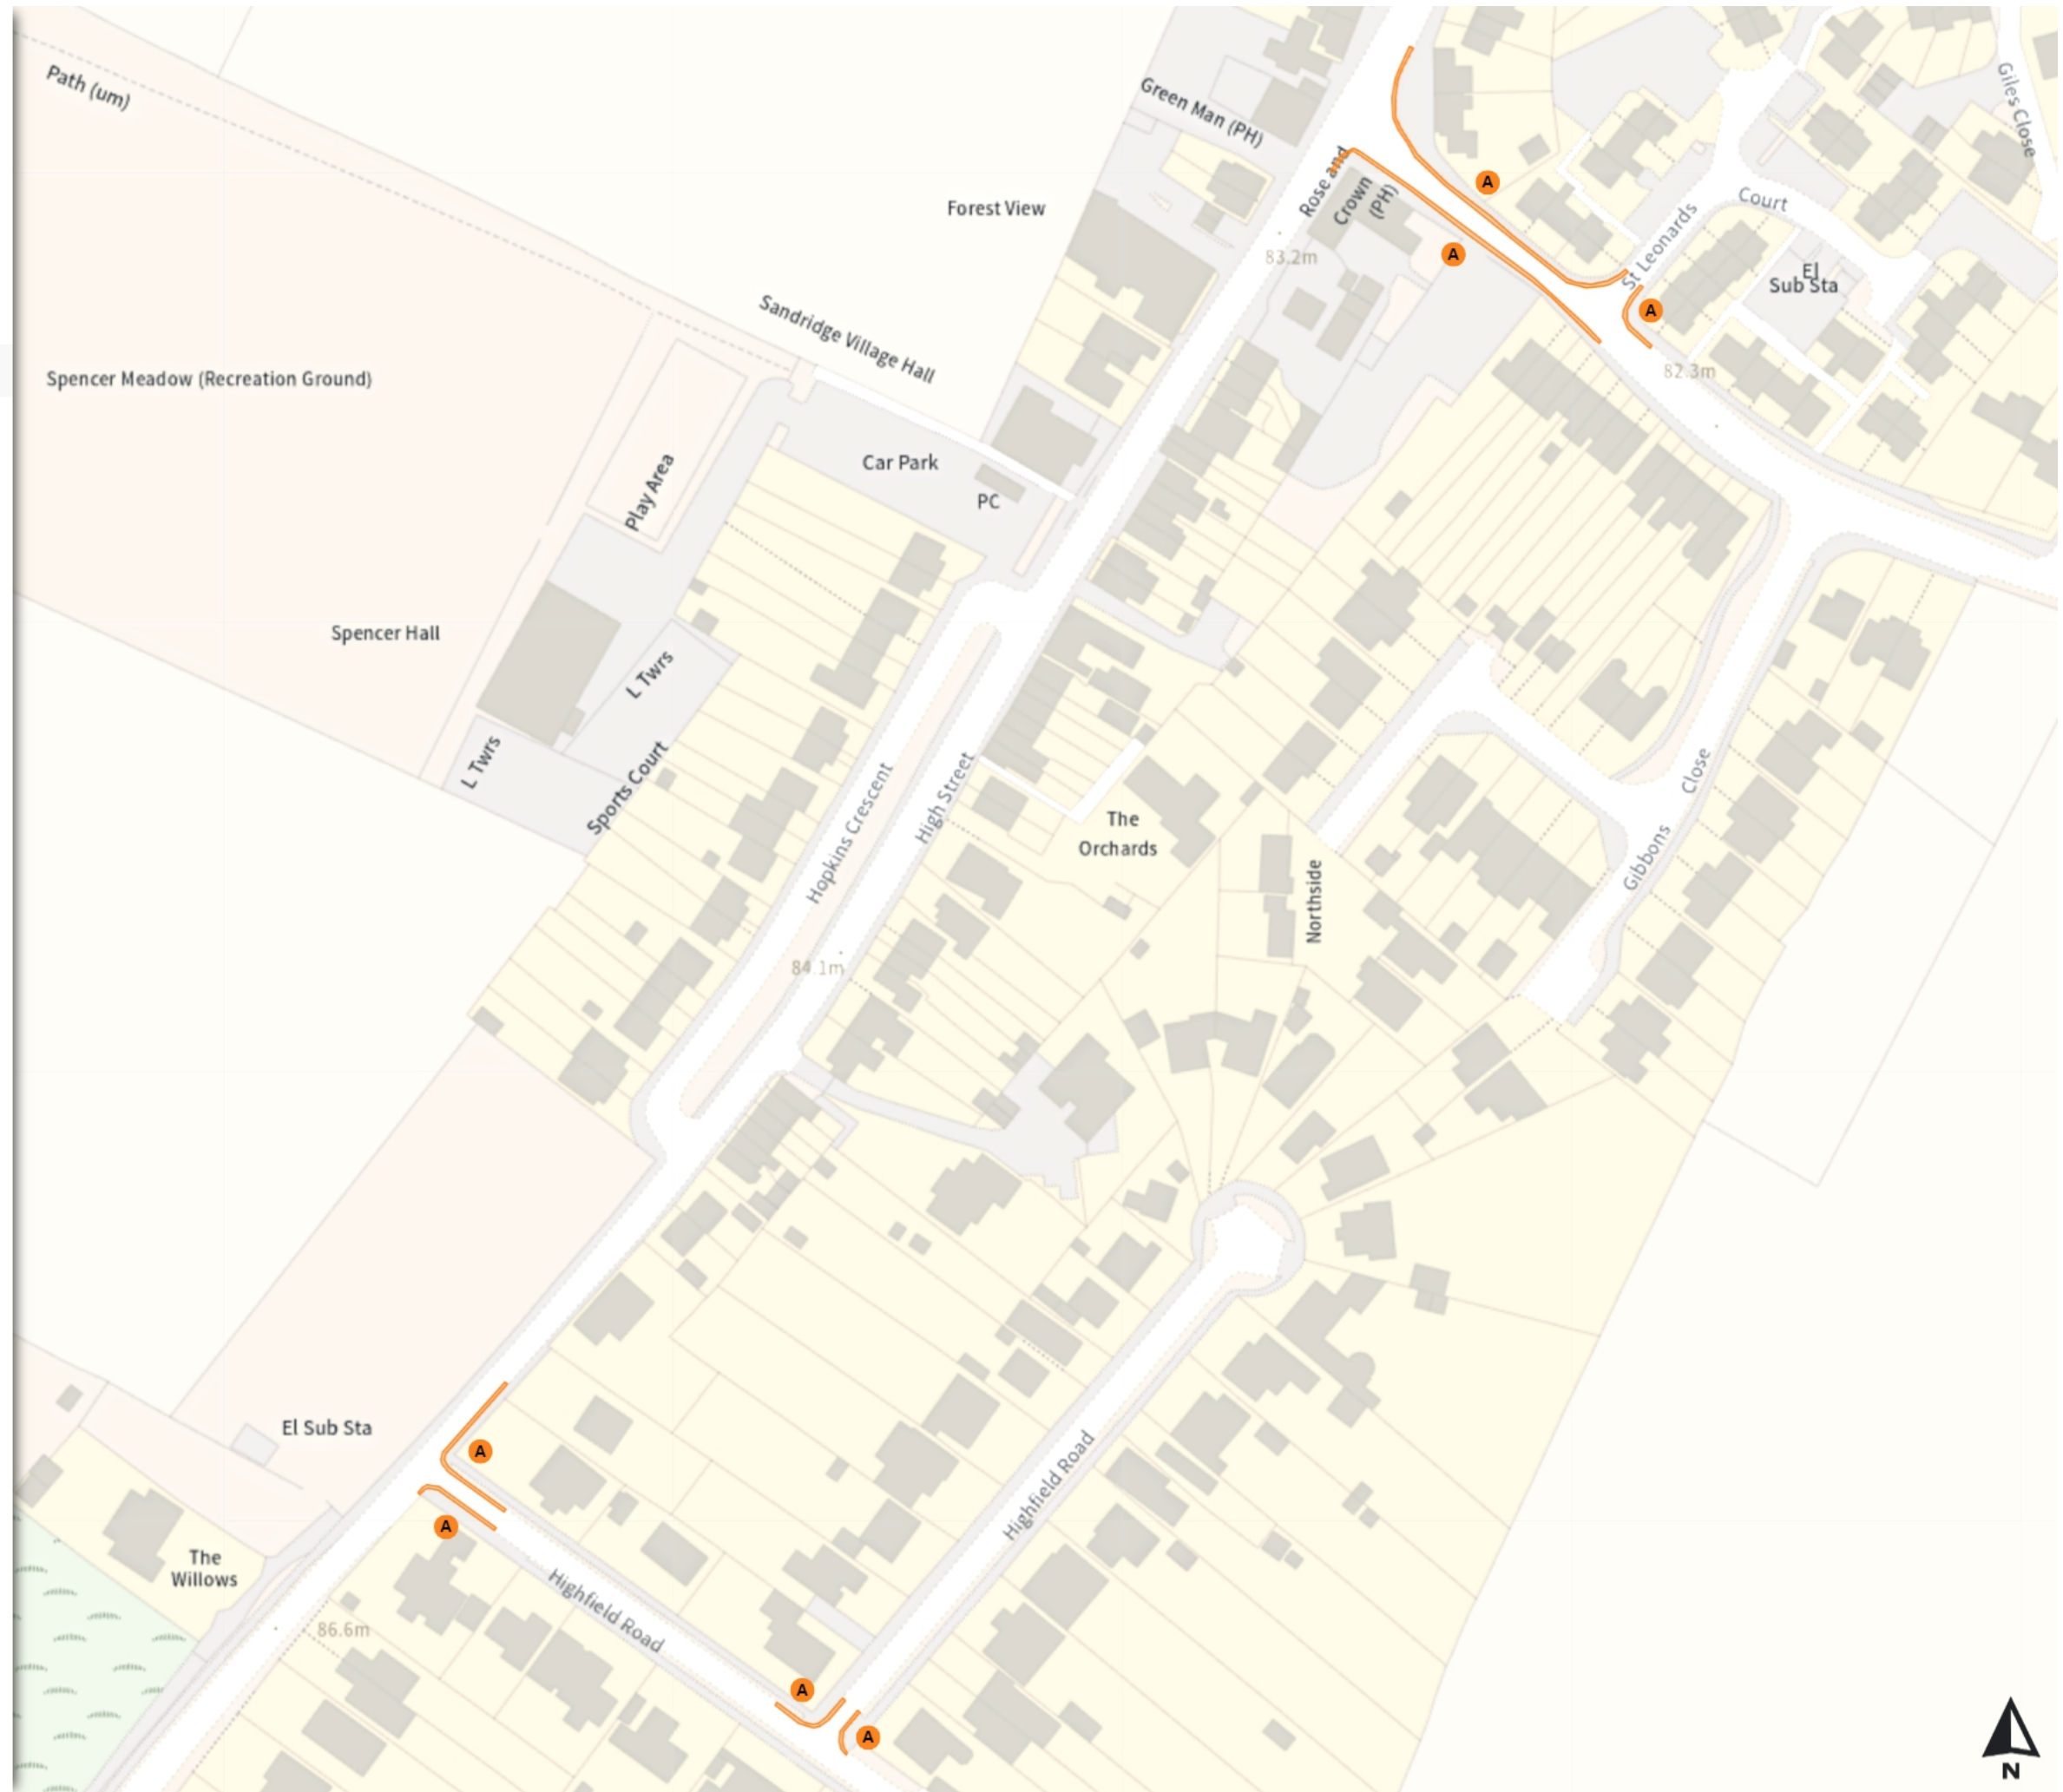 Path (um)
Green Man (PH)
Giles Close
Rose and
Crown
(PH)
A
Court
St Leonards
Forest View
83.2m
A
El
Sub Sta
A
Sandridge Village Hall
82.3m
Spencer Meadow (Recreation Ground)
Play Area
Car Park
PC
Spencer Hall
L Twrs
L Twrs
Sports Court
Hopkins Crescent
High Street
The
Orchards
Northside
Gibbons
Close
84.1m
El Sub Sta
A
A
The
Willows
Highfield Road
Highfield Road
86.6m
A
A
N